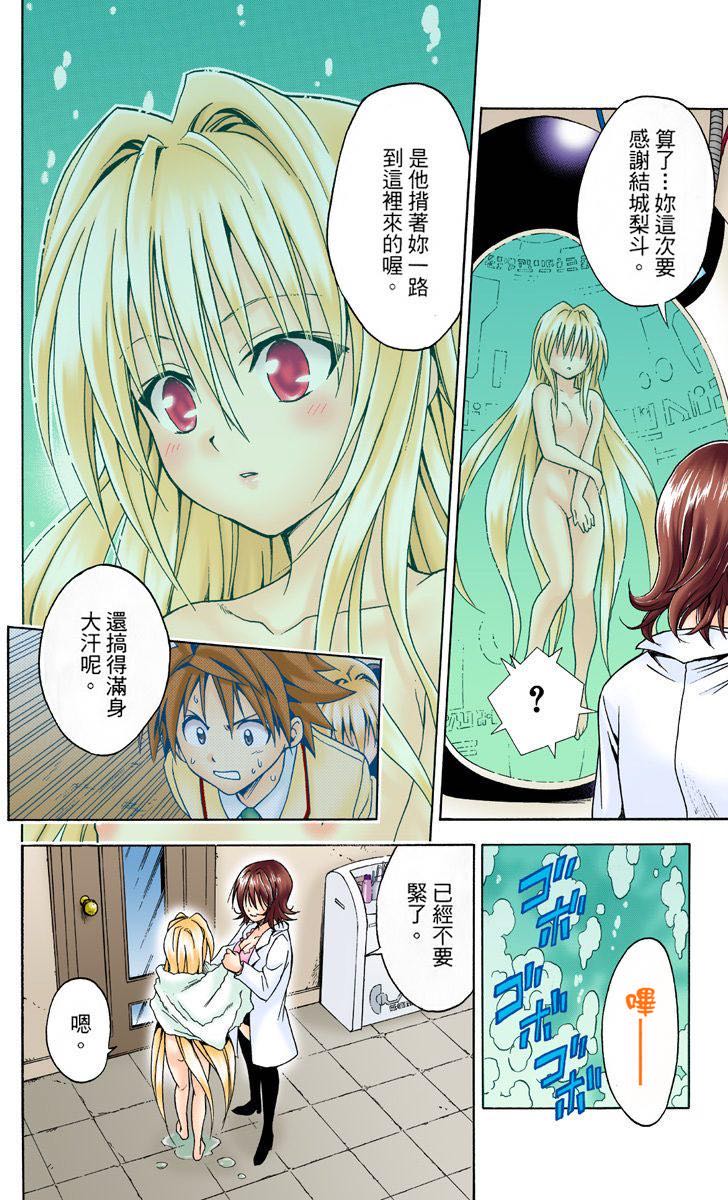 算了⋯妳這次要
感謝結城梨斗。
？
是他揹著妳一路
到這裡來的喔。
還搞得滿身
大汗呢。
ゴボ
ゴボ
ゴボ
嗶——
已經不要
緊了。
嗯。